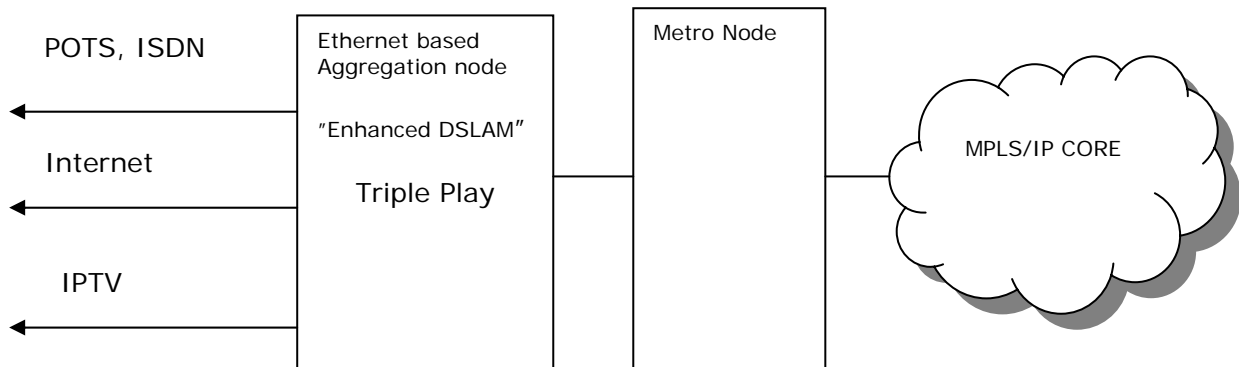 POTS, ISDN
Internet
IPTV
Ethernet based
Aggregation node
"Enhanced DSLAM"
Triple Play
Metro Node
MPLS/IP CORE